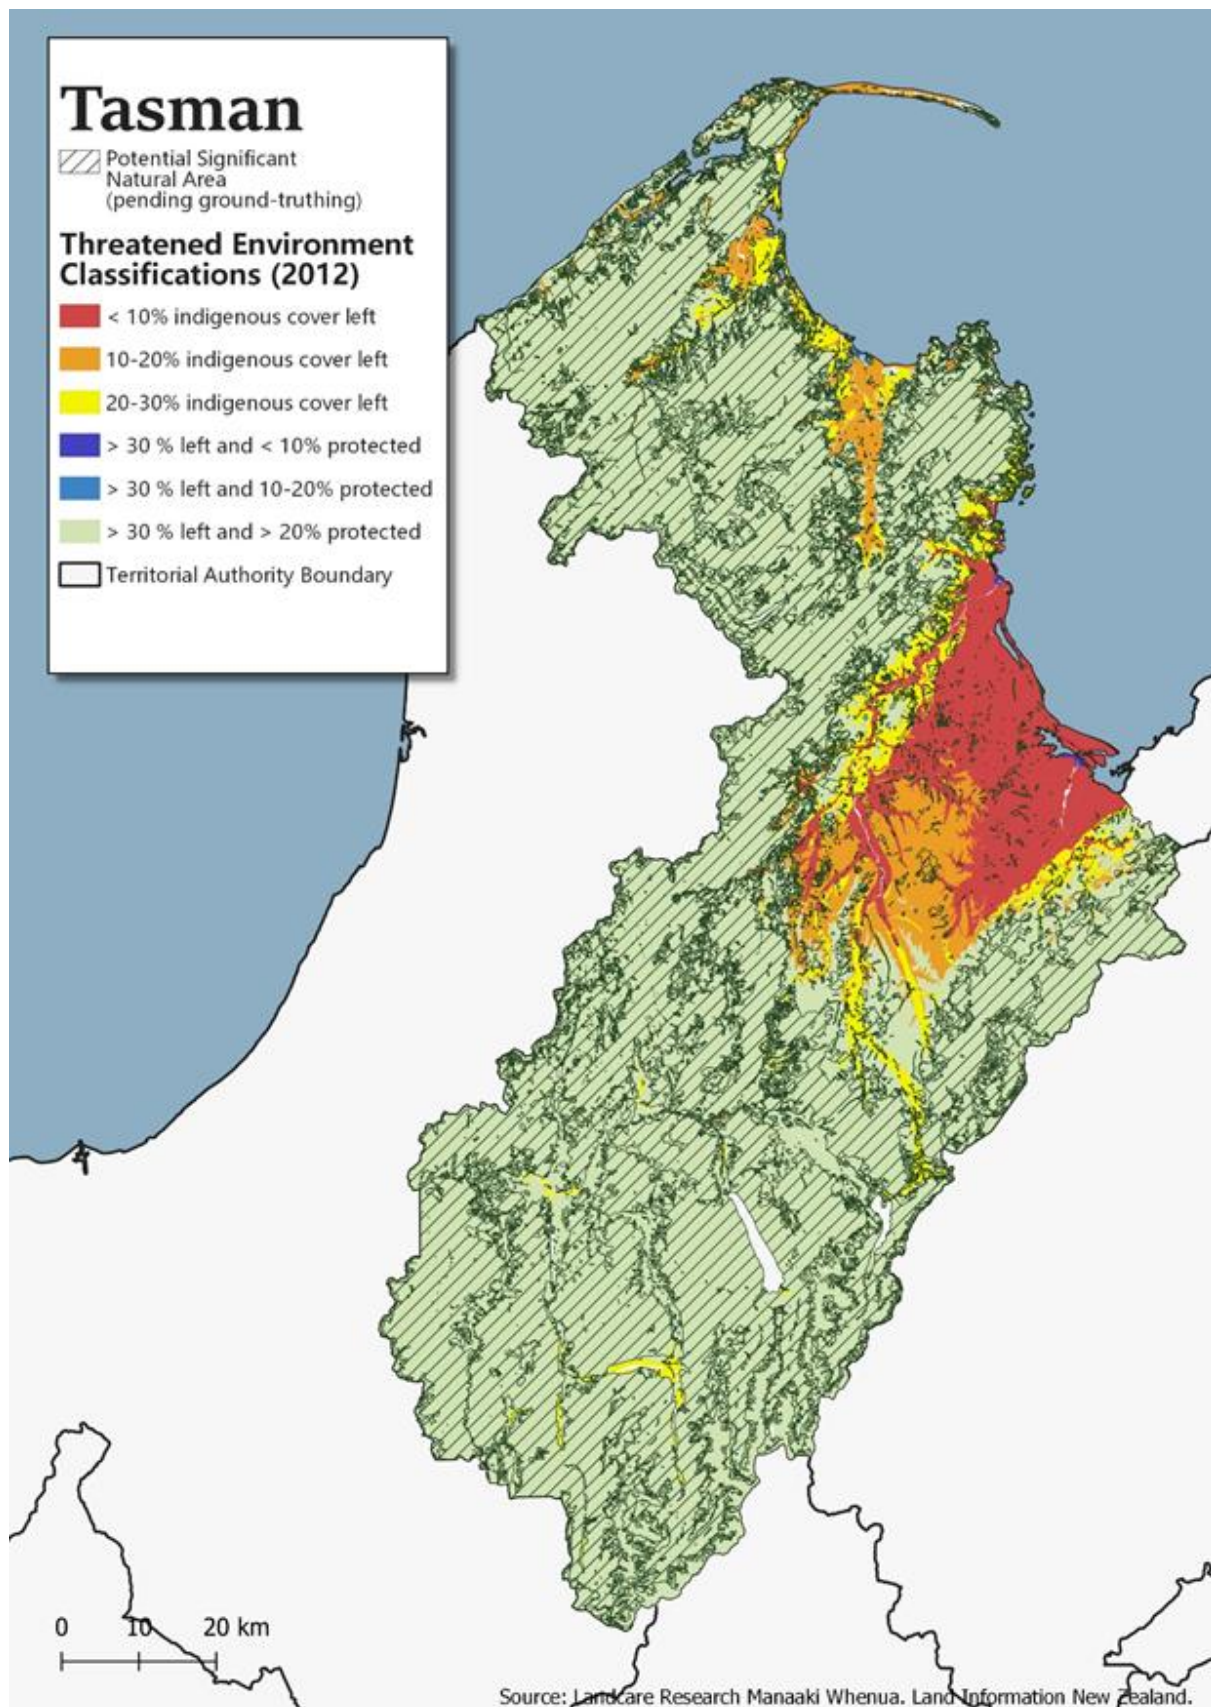 Tasman
Potential Significant
Natural Area
(pending ground-truthing)
Threatened Environment
Classifications (2012)
< 10% indigenous cover left
10-20% indigenous cover left
20-30% indigenous cover left
> 30 % left and < 10% protected
> 30 % left and 10-20% protected
> 30 % left and > 20% protected
Territorial Authority Boundary
0 10 20 km
Source: Landcare Research Manaaki Whenua. Land Information New Zealand.